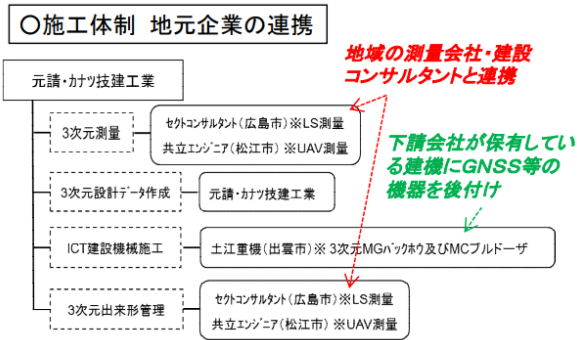 〇施工体制 地元企業の連携
元請・カナツ技建工業
地域の測量会社・建設
コンサルタントと連携
3次元測量
セクトコンサルタント(広島市)※LS測量
共立エンジニア(松江市)※UAV測量
下請会社が保有してい
る建機にGNSS等の
機器を後付け
3次元設計データ作成
元請・カナツ技建工業
ICT建設機械施工
土江重機(出雲市)※ 3次元MGバックホウ及びMCブルドーザ
3次元出来形管理
セクトコンサルタント(広島市)※LS測量
共立エンジニア(松江市)※UAV測量